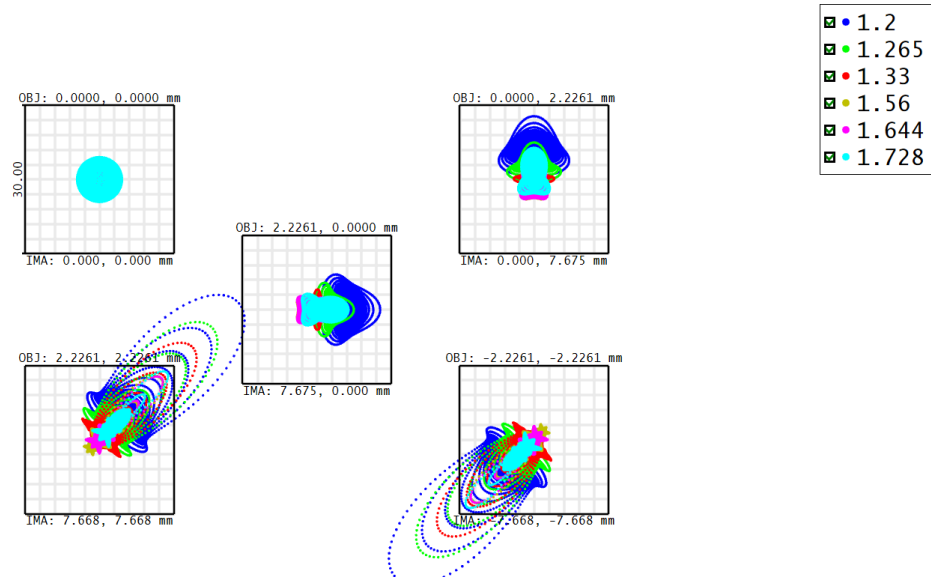 1.2
1.265
1.33
1.56
1.644
1.728
OBJ: 0.0000, 0.0000 mm
30.00
IMA: 0.000, 0.000 mm
OBJ: 0.0000, 2.2261 mm
IMA: 0.000, 7.675 mm
OBJ: 2.2261, 0.0000 mm
IMA: 7.675, 0.000 mm
OBJ: 2.2261, 2.2261 mm
IMA: 7.668, 7.668 mm
OBJ: -2.2261, -2.2261 mm
IMA: -7.668, -7.668 mm